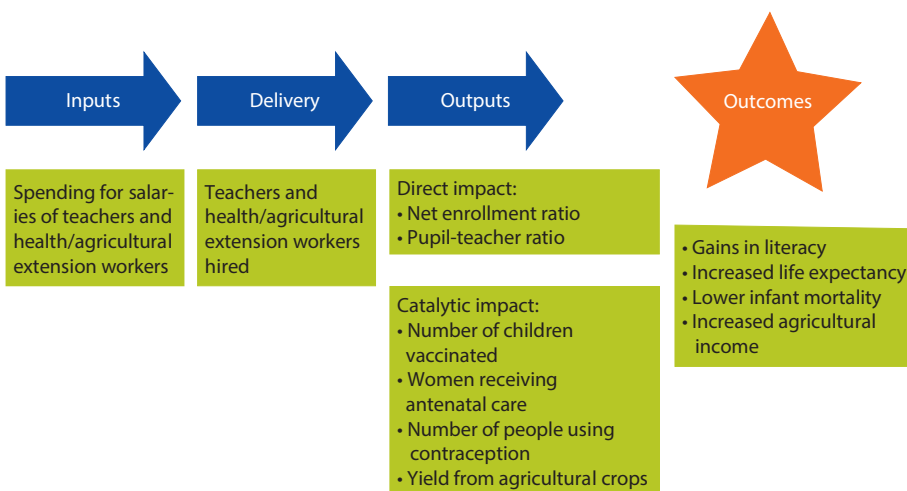 Inputs
Delivery
Outputs
Outcomes
Spending for salar-
ies of teachers and
health/agricultural
extension workers
Teachers and
health/agricultural
extension workers
hired
Direct impact:
• Net enrollment ratio
• Pupil-teacher ratio
Catalytic impact:
• Number of children
vaccinated
• Women receiving
antenatal care
• Number of people using
contraception
• Yield from agricultural crops
• Gains in literacy
• Increased life expectancy
• Lower infant mortality
• Increased agricultural
income